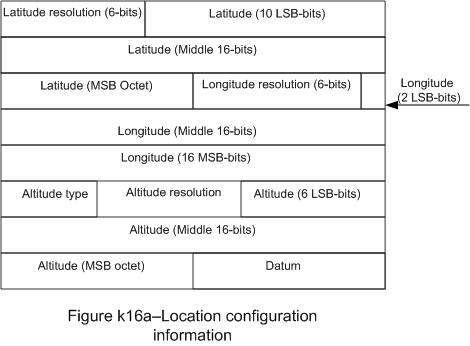 Latitude resolution (6-bits) Latitude (10 LSB-bits)
Latitude (Middle 16-bits)
Latitude (MSB Octet) Longitude resolution (6-bits)
Longitude
(2 LSB-bits)
Longitude (Middle 16-bits)
Longitude (16 MSB-bits)
Altitude type Altitude resolution Altitude (6 LSB-bits)
Altitude (Middle 16-bits)
Altitude (MSB octet) Datum
Figure k16a–Location configuration
information